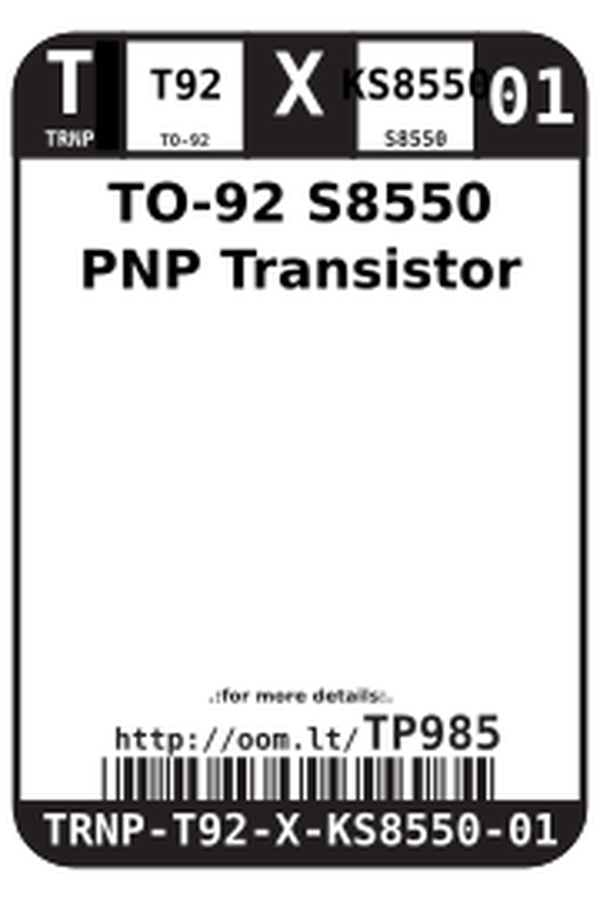 T T92 X KS8550 01
TRNP TO-92 S8550
TO-92 S8550
PNP Transistor
.:for more details:.
http://oom.lt/TP985
TRNP-T92-X-KS8550-01